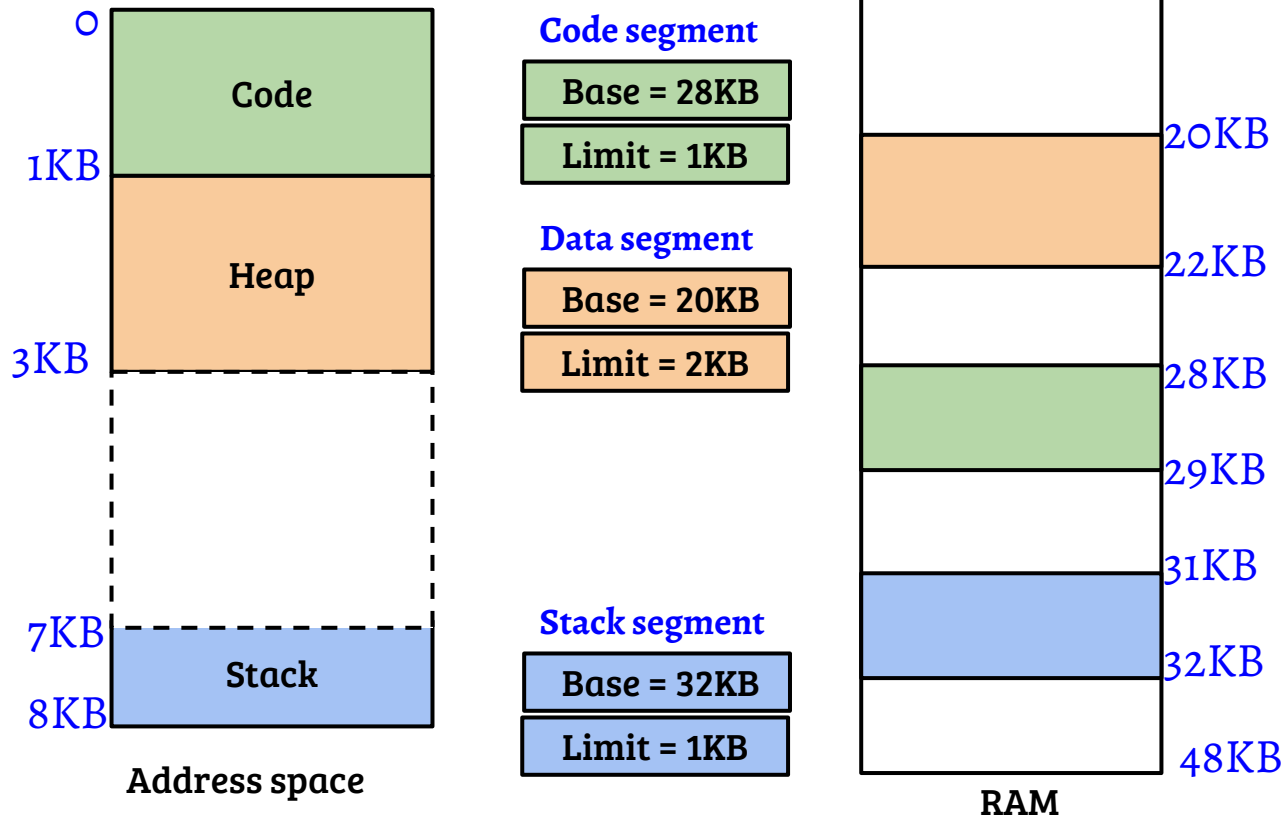 0
Code
1KB
Heap
3KB
7KB
Stack
8KB
Address space
Code segment
Base = 28KB
Limit = 1KB
Data segment
Base = 20KB
Limit = 2KB
Stack segment
Base = 32KB
Limit = 1KB
20KB
22KB
28KB
29KB
31KB
32KB
48KB
RAM